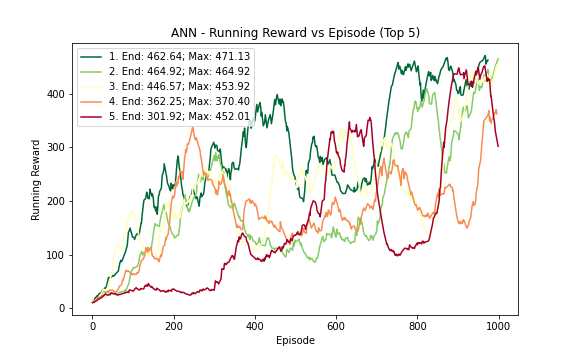 ANN - Running Reward vs Episode (Top 5)
1. End: 462.64; Max: 471.13
2. End: 464.92; Max: 464.92
3. End: 446.57; Max: 453.92
4. End: 362.25; Max: 370.40
5. End: 301.92; Max: 452.01
Running Reward
400
300
200
100
0
0 200 400 600 800 1000
Episode